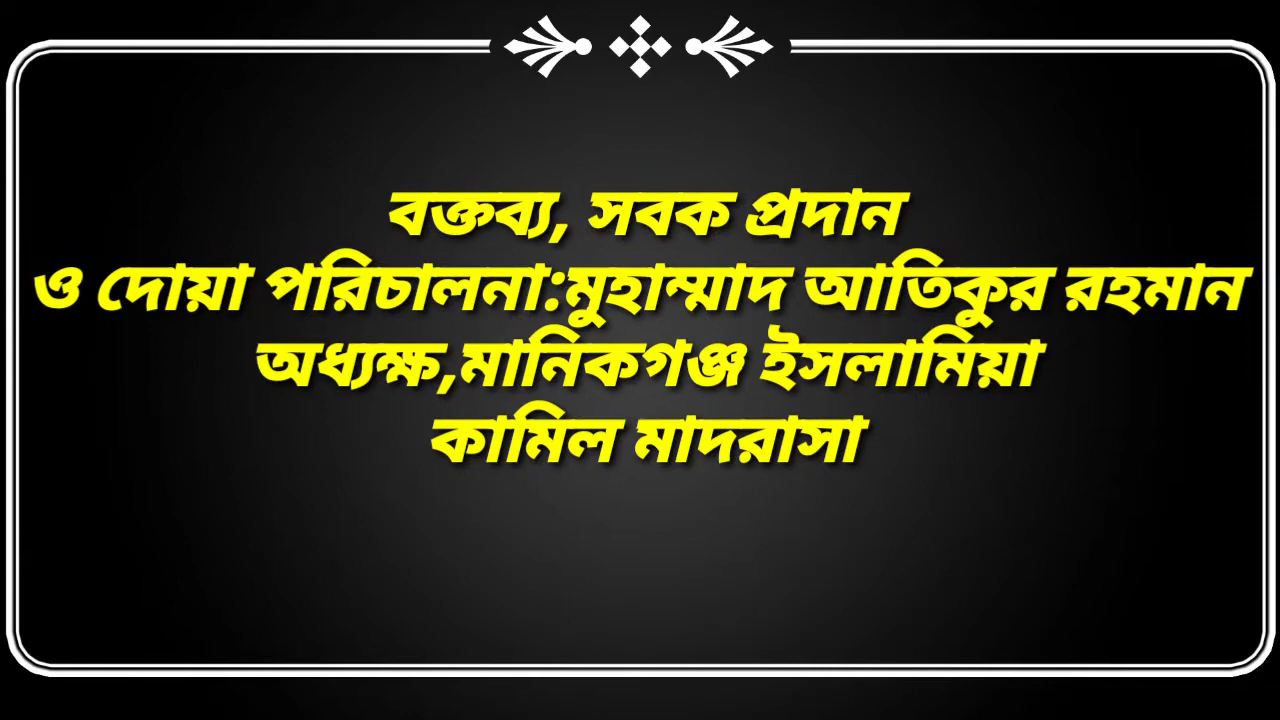 বক্তব্য, সবক প্রদান
ও দোয়া পরিচালনা:মুহাম্মাদ আতিকুর রহমান
অধ্যক্ষ,মানিকগঞ্জ ইসলামিয়া
কামিল মাদরাসা